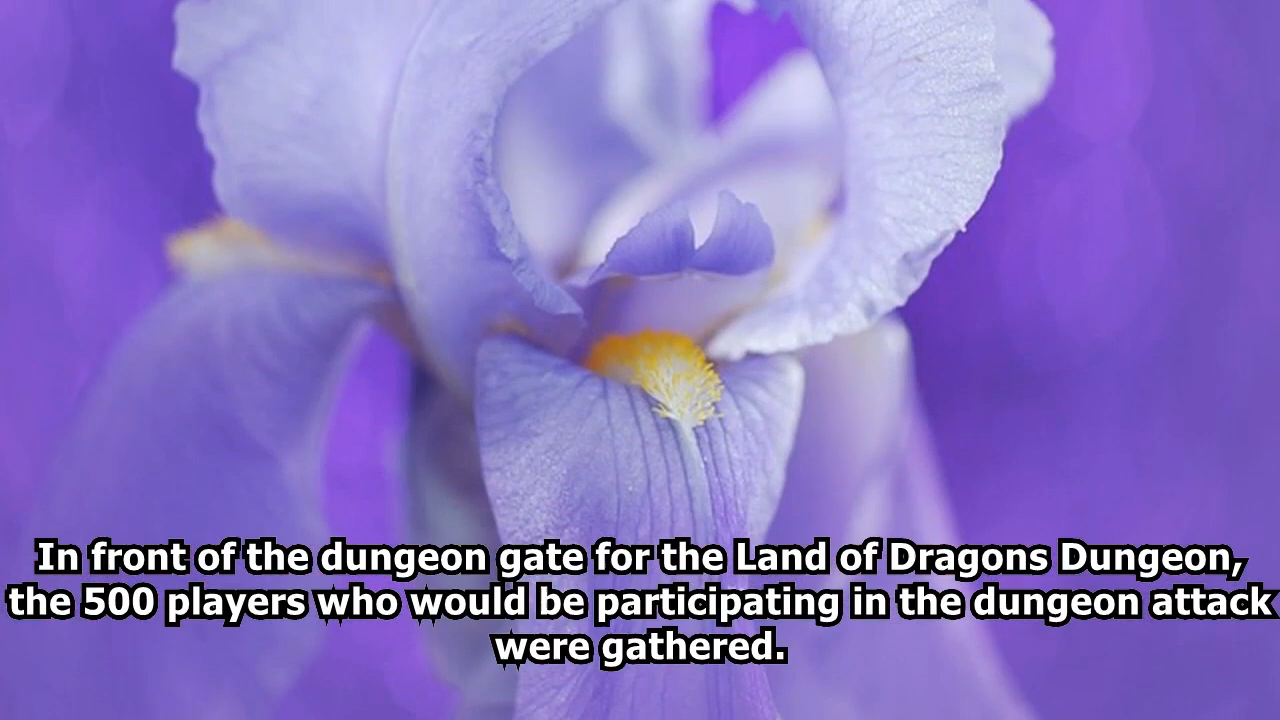 In front of the dungeon gate for the Land of Dragons Dungeon,
the 500 players who would be participating in the dungeon attack
were gathered.